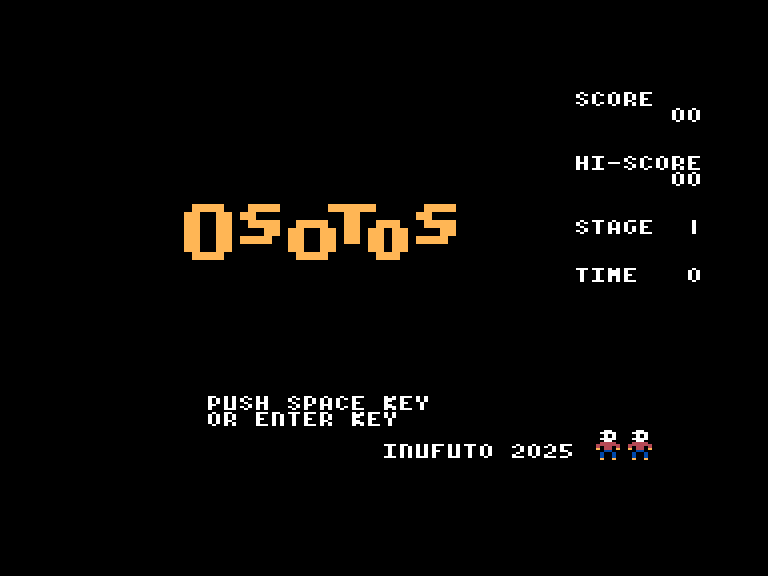 SCORE
00
HI-SCORE
00
OSOTOS
STAGE 1
TIME 0
PUSH SPACE KEY
OR ENTER KEY
INUFUTO 2025